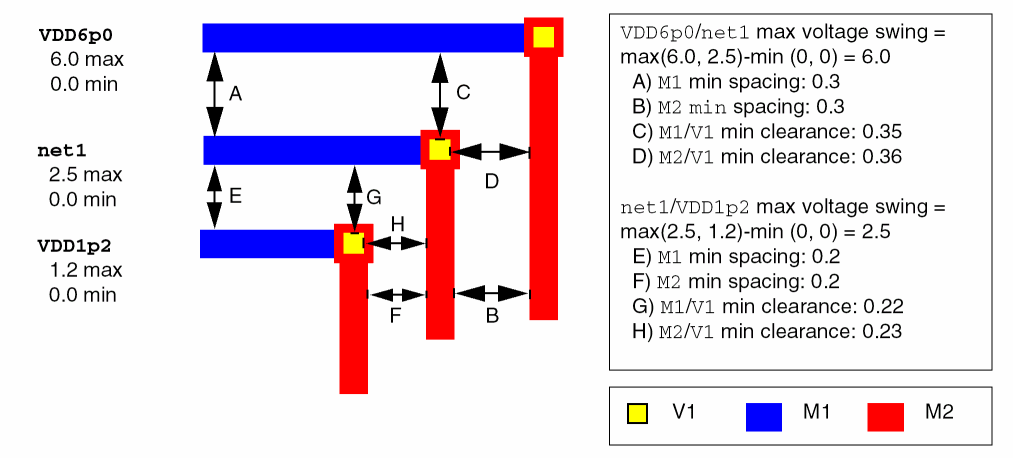 VDD6p0
6.0 max
0.0 min
net1
2.5 max
0.0 min
VDD1p2
1.2 max
0.0 min
A
C
D
E
G
H
F
B
VDD6p0/net1 max voltage swing =
max(6.0, 2.5)-min (0, 0) = 6.0
A) M1 min spacing: 0.3
B) M2 min spacing: 0.3
C) M1/V1 min clearance: 0.35
D) M2/V1 min clearance: 0.36
net1/VDD1p2 max voltage swing =
max(2.5, 1.2)-min (0, 0) = 2.5
E) M1 min spacing: 0.2
F) M2 min spacing: 0.2
G) M1/V1 min clearance: 0.22
H) M2/V1 min clearance: 0.23
V1 M1 M2